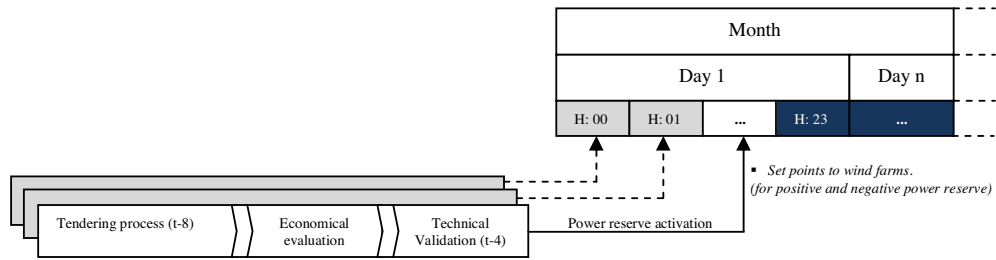 Month
Day 1 Day n
H: 00 H: 01 ... H: 23 ...
▪ Set points to wind farms.
(for positive and negative power reserve)
Tendering process (t-8) Economical evaluation Technical Validation (t-4) Power reserve activation